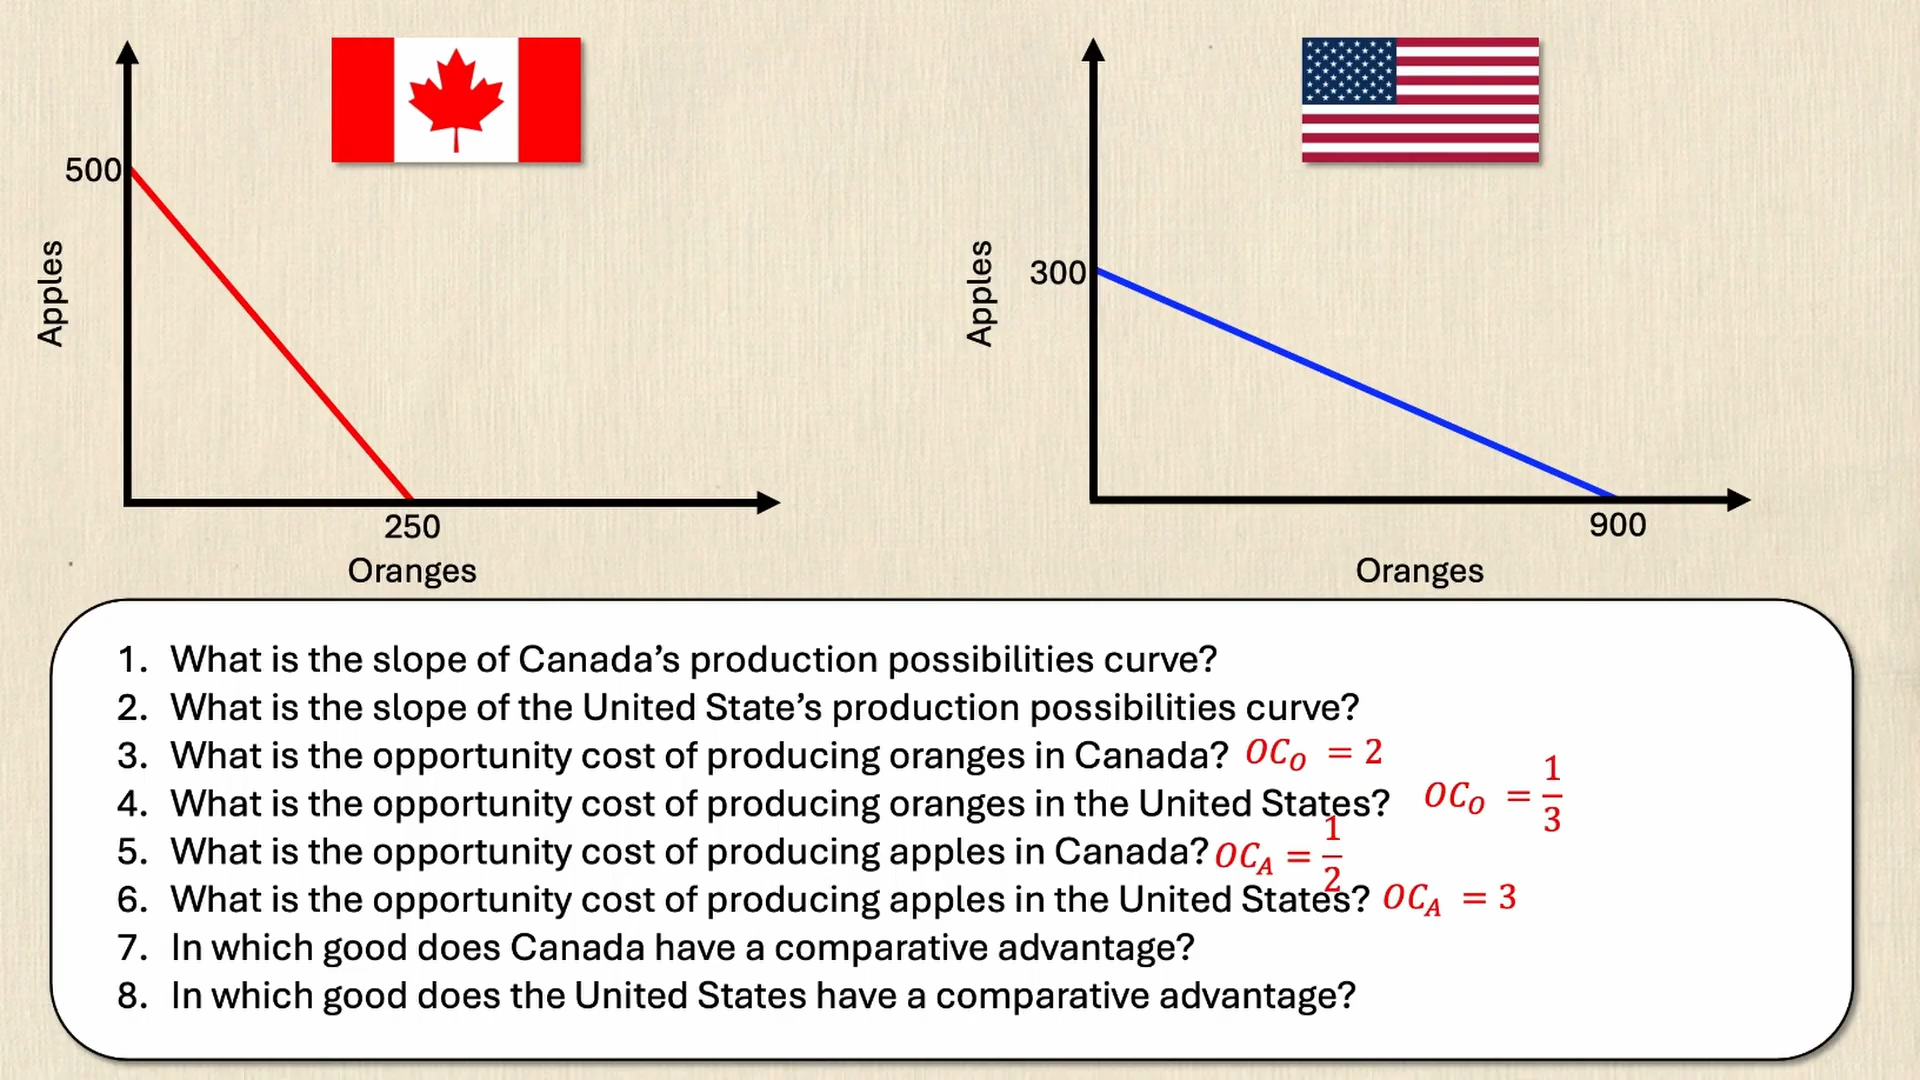 500
Apples
250
Oranges
300
Apples
900
Oranges
1. What is the slope of Canada’s production possibilities curve?
2. What is the slope of the United State’s production possibilities curve?
3. What is the opportunity cost of producing oranges in Canada? OC_O = 2
4. What is the opportunity cost of producing oranges in the United States? OC_O = 1/3
5. What is the opportunity cost of producing apples in Canada? OC_A = 1/2
6. What is the opportunity cost of producing apples in the United States? OC_A = 3
7. In which good does Canada have a comparative advantage?
8. In which good does the United States have a comparative advantage?